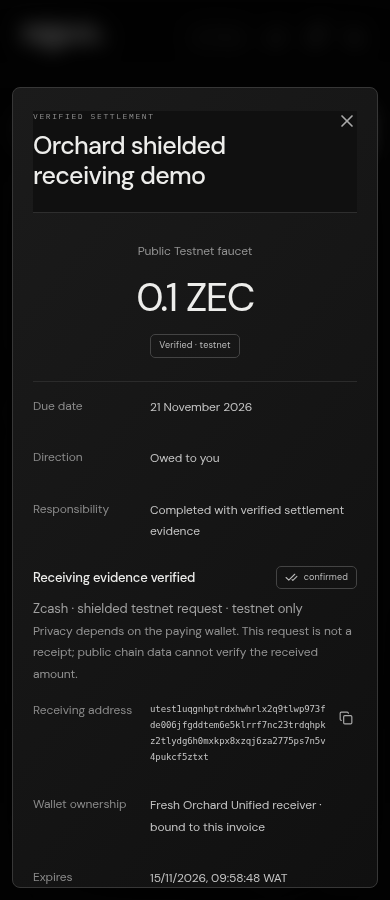 VERIFIED SETTLEMENT
Orchard shielded
receiving demo
Public Testnet faucet
0.1 ZEC
Verified · testnet
Due date
21 November 2026
Direction
Owed to you
Responsibility
Completed with verified settlement
evidence
Receiving evidence verified
confirmed
Zcash · shielded testnet request · testnet only
Privacy depends on the paying wallet. This request is not a
receipt; public chain data cannot verify the received
amount.
Receiving address
utest1uqgnhptrdxhwhrlx2q9tlwp973f
de006jfgddtem6e5klrrf7nc23trdqhpk
z2tlydg6h0mxkpx8xzqj6za2775ps7n5v
4pukcf5ztxt
Wallet ownership
Fresh Orchard Unified receiver ·
bound to this invoice
Expires
15/11/2026, 09:58:48 WAT